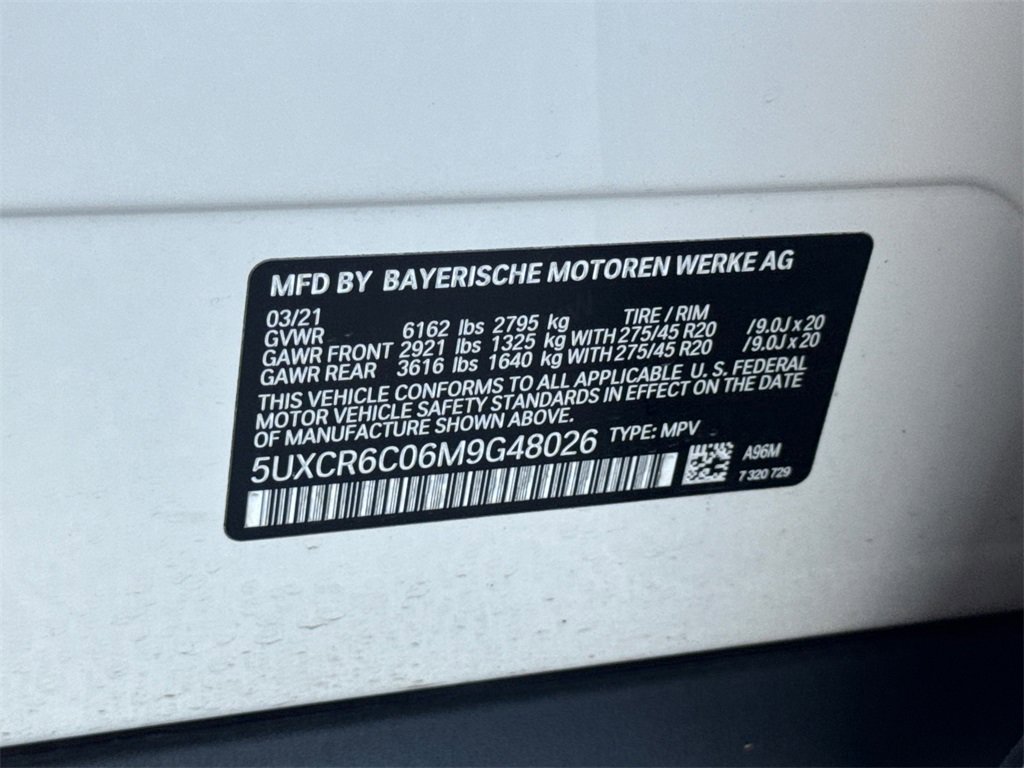 MFD BY BAYERISCHE MOTOREN WERKE AG
03/21 TIRE / RIM
GVWR 6162 lbs 2795 kg
GAWR FRONT 2921 lbs 1325 kg WITH 275/45 R20 /9.0J x 20
GAWR REAR 3616 lbs 1640 kg WITH 275/45 R20 /9.0J x 20
THIS VEHICLE CONFORMS TO ALL APPLICABLE U.S. FEDERAL
MOTOR VEHICLE SAFETY STANDARDS IN EFFECT ON THE DATE
OF MANUFACTURE SHOWN ABOVE.
5UXCR6C06M9G48026 TYPE: MPV
A96M
7 320 729